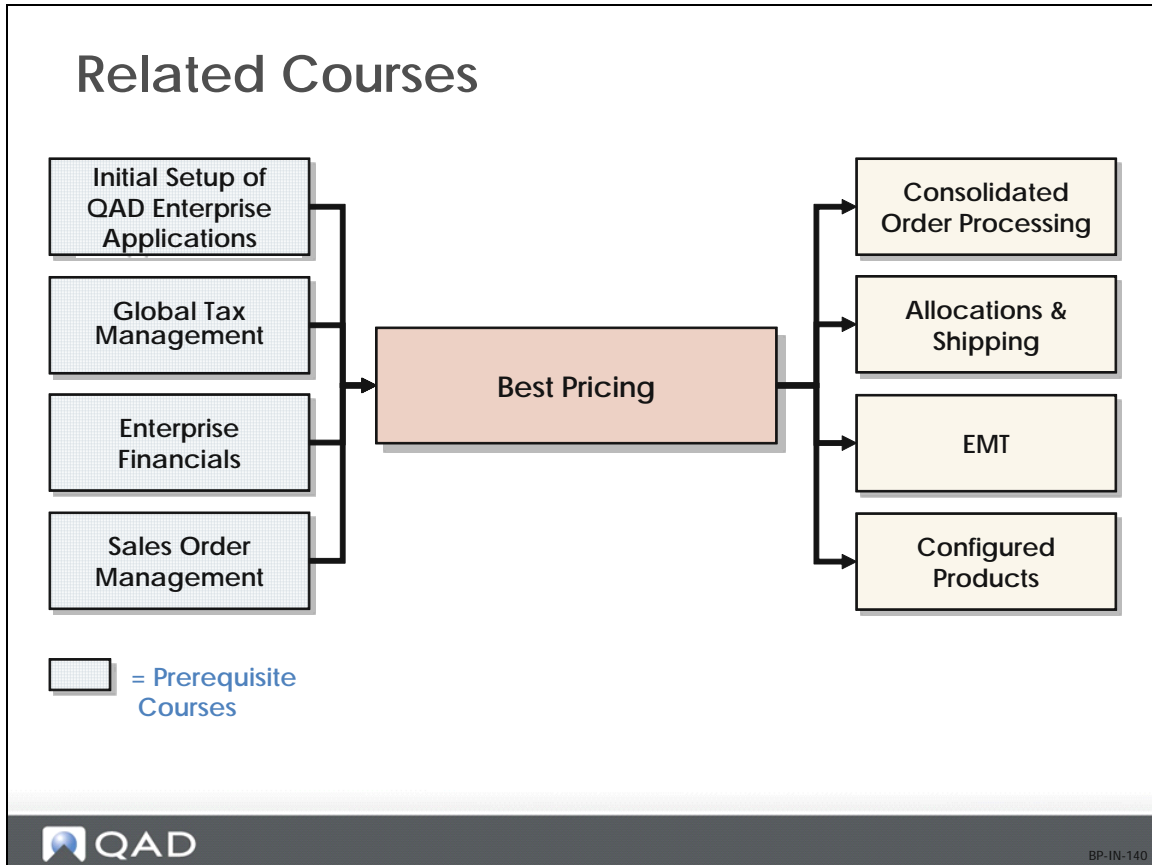 Related Courses
Initial Setup of
QAD Enterprise
Applications
Global Tax
Management
Enterprise
Financials
Sales Order
Management
Best Pricing
Consolidated
Order Processing
Allocations &
Shipping
EMT
Configured
Products
= Prerequisite
Courses
QAD
BP-IN-140